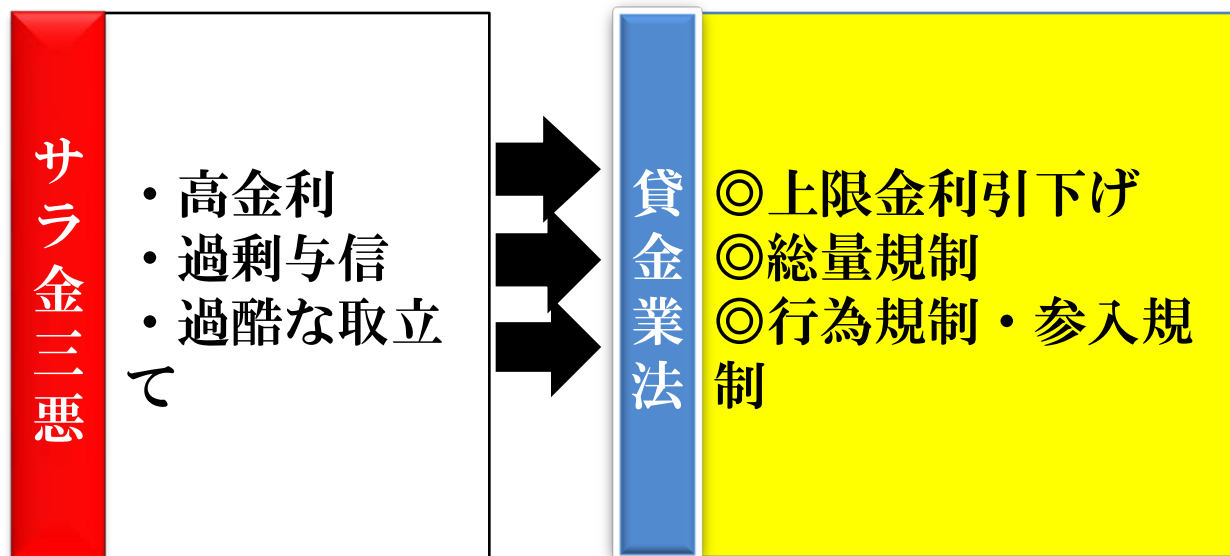 サラ金三悪
・高金利
・過剰与信
・過酷な取立
て
貸金業法
◎上限金利引下げ
◎総量規制
◎行為規制・参入規
制